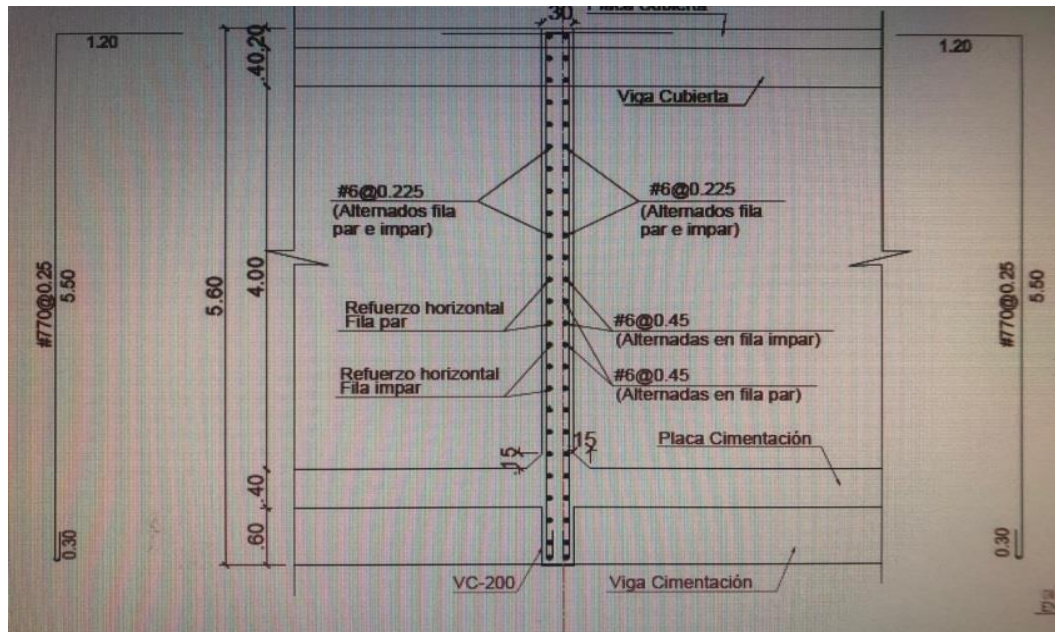 30
Placa Cubierta
1.20
1.20
.40,20
Viga Cubierta
#6@0.225
(Alternados fila
par e impar)
#6@0.225
(Alternados fila
par e impar)
#770@0.25
5.50
5.60
4.00
#770@0.25
5.50
Refuerzo horizontal
Fila par
#6@0.45
(Alternadas en fila impar)
Refuerzo horizontal
Fila impar
#6@0.45
(Alternadas en fila par)
Placa Cimentación
15
.15
.40
.60
0.30
0.30
VC-200
Viga Cimentación